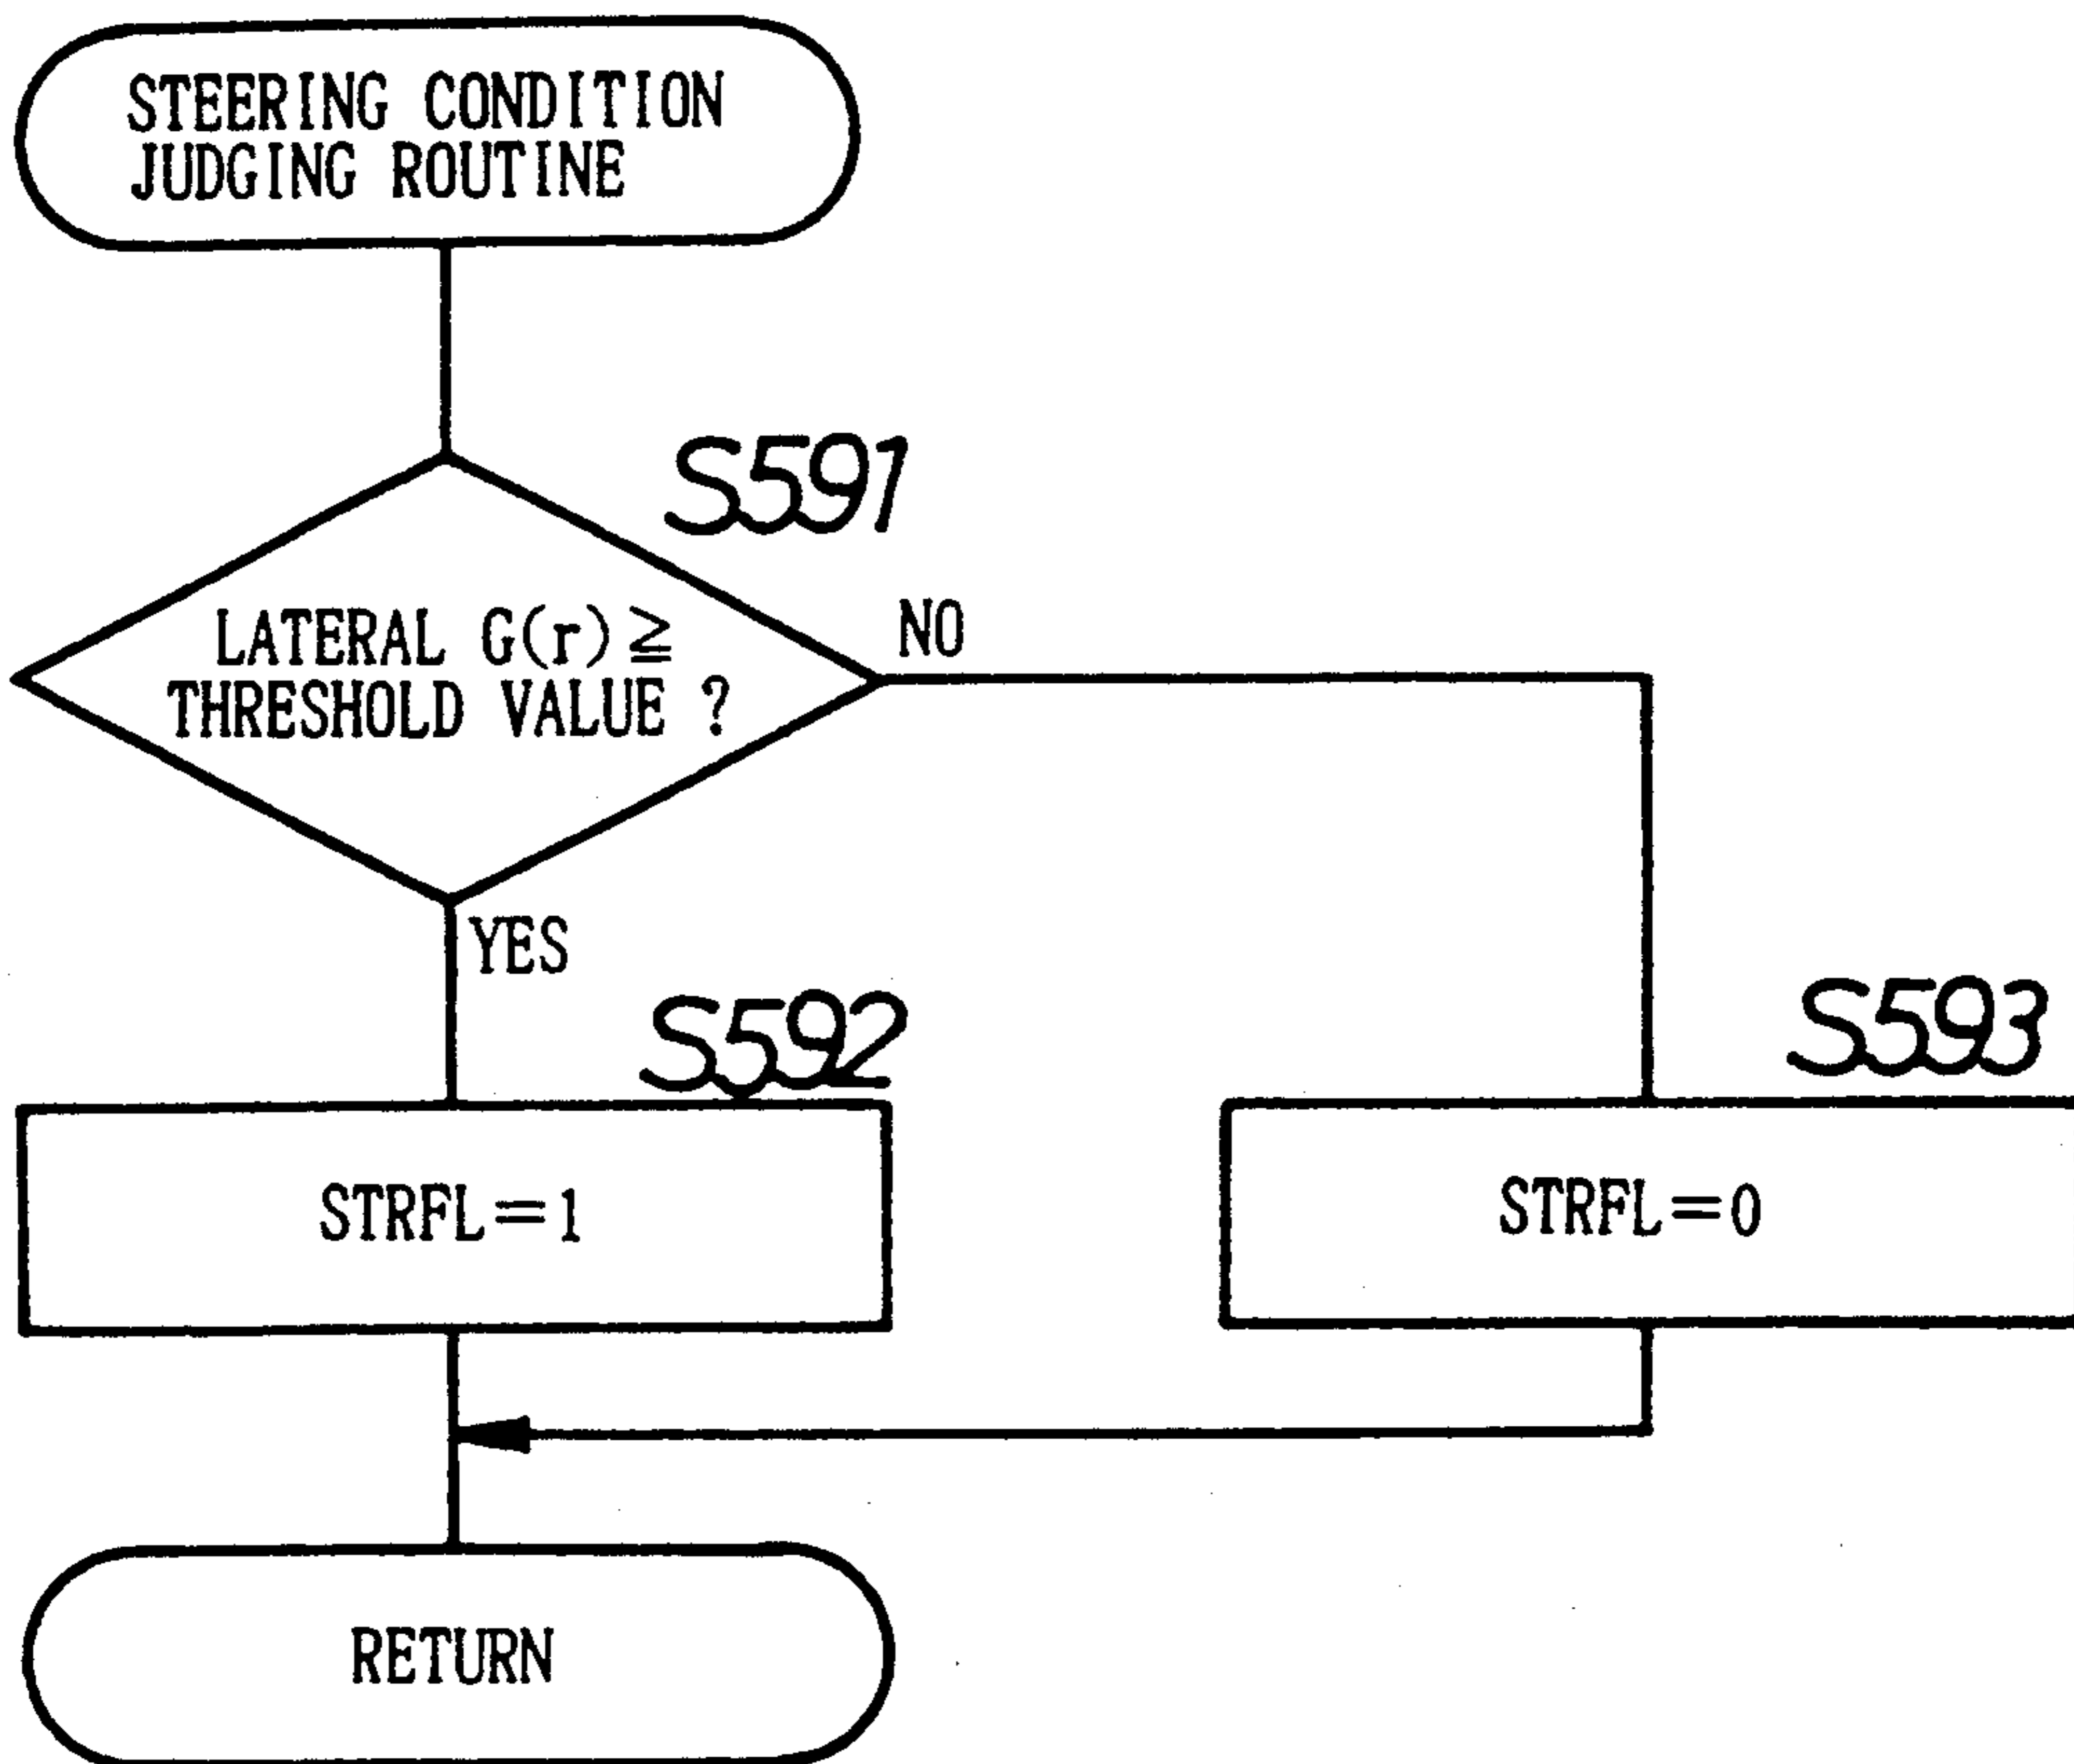 STEERING CONDITION
JUDGING ROUTINE
S591
LATERAL G(r) ≧
THRESHOLD VALUE ?
NO
YES
S592
S593
STRFL=1
STRFL=0
RETURN